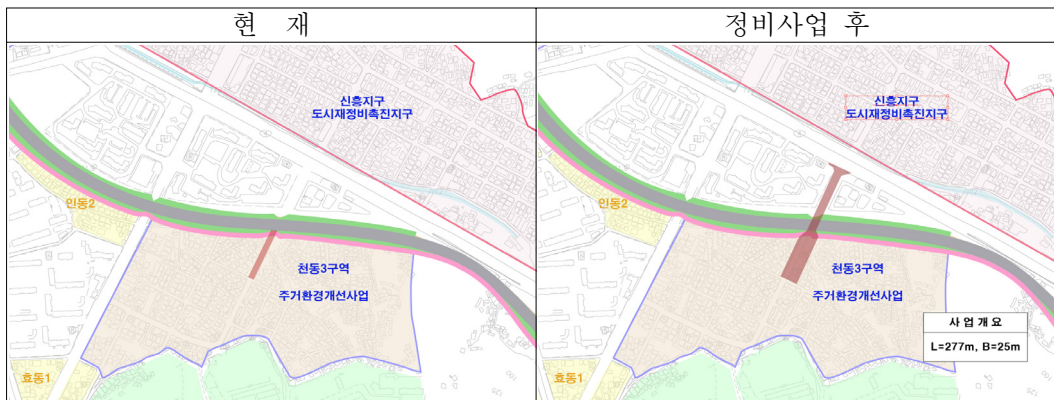 현 재
정비사업 후
신흥지구
도시재정비촉진지구
인동2
천동3구역
주거환경개선사업
효동1
신흥지구
도시재정비촉진지구
인동2
천동3구역
주거환경개선사업
사 업 개 요
L=277m, B=25m
효동1